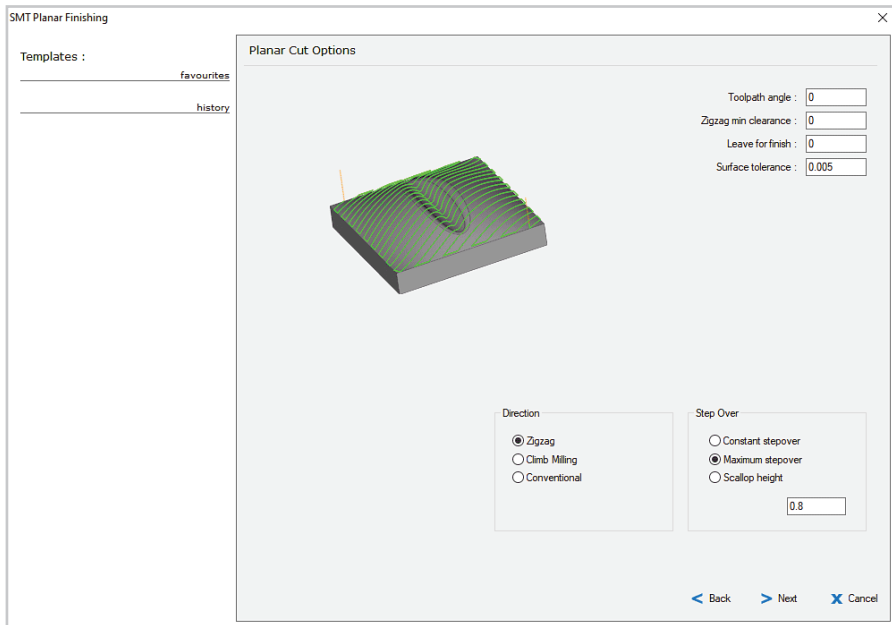 SMT Planar Finishing
Templates :
favourites
history
Planar Cut Options
Toolpath angle : 0
Zigzag min clearance : 0
Leave for finish : 0
Surface tolerance : 0.005
Direction
Zigzag
Climb Milling
Conventional
Step Over
Constant stepover
Maximum stepover
Scallop height
0.8
< Back > Next X Cancel